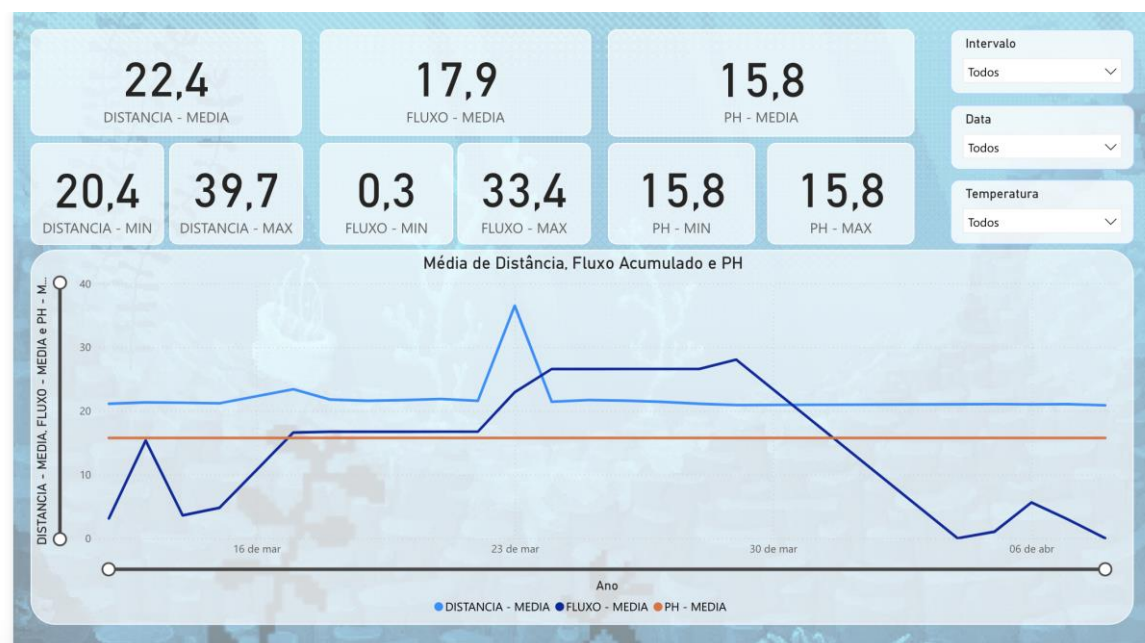 22,4
DISTANCIA - MEDIA
17,9
FLUXO - MEDIA
15,8
PH - MEDIA
Intervalo
Todos
Data
Todos
Temperatura
Todos
20,4
DISTANCIA - MIN
39,7
DISTANCIA - MAX
0,3
FLUXO - MIN
33,4
FLUXO - MAX
15,8
PH - MIN
15,8
PH - MAX
Média de Distância, Fluxo Acumulado e PH
DISTANCIA - MEDIA, FLUXO - MEDIA e PH - M...
40
30
20
10
0
16 de mar
23 de mar
30 de mar
06 de abr
Ano
DISTANCIA - MEDIA FLUXO - MEDIA PH - MEDIA